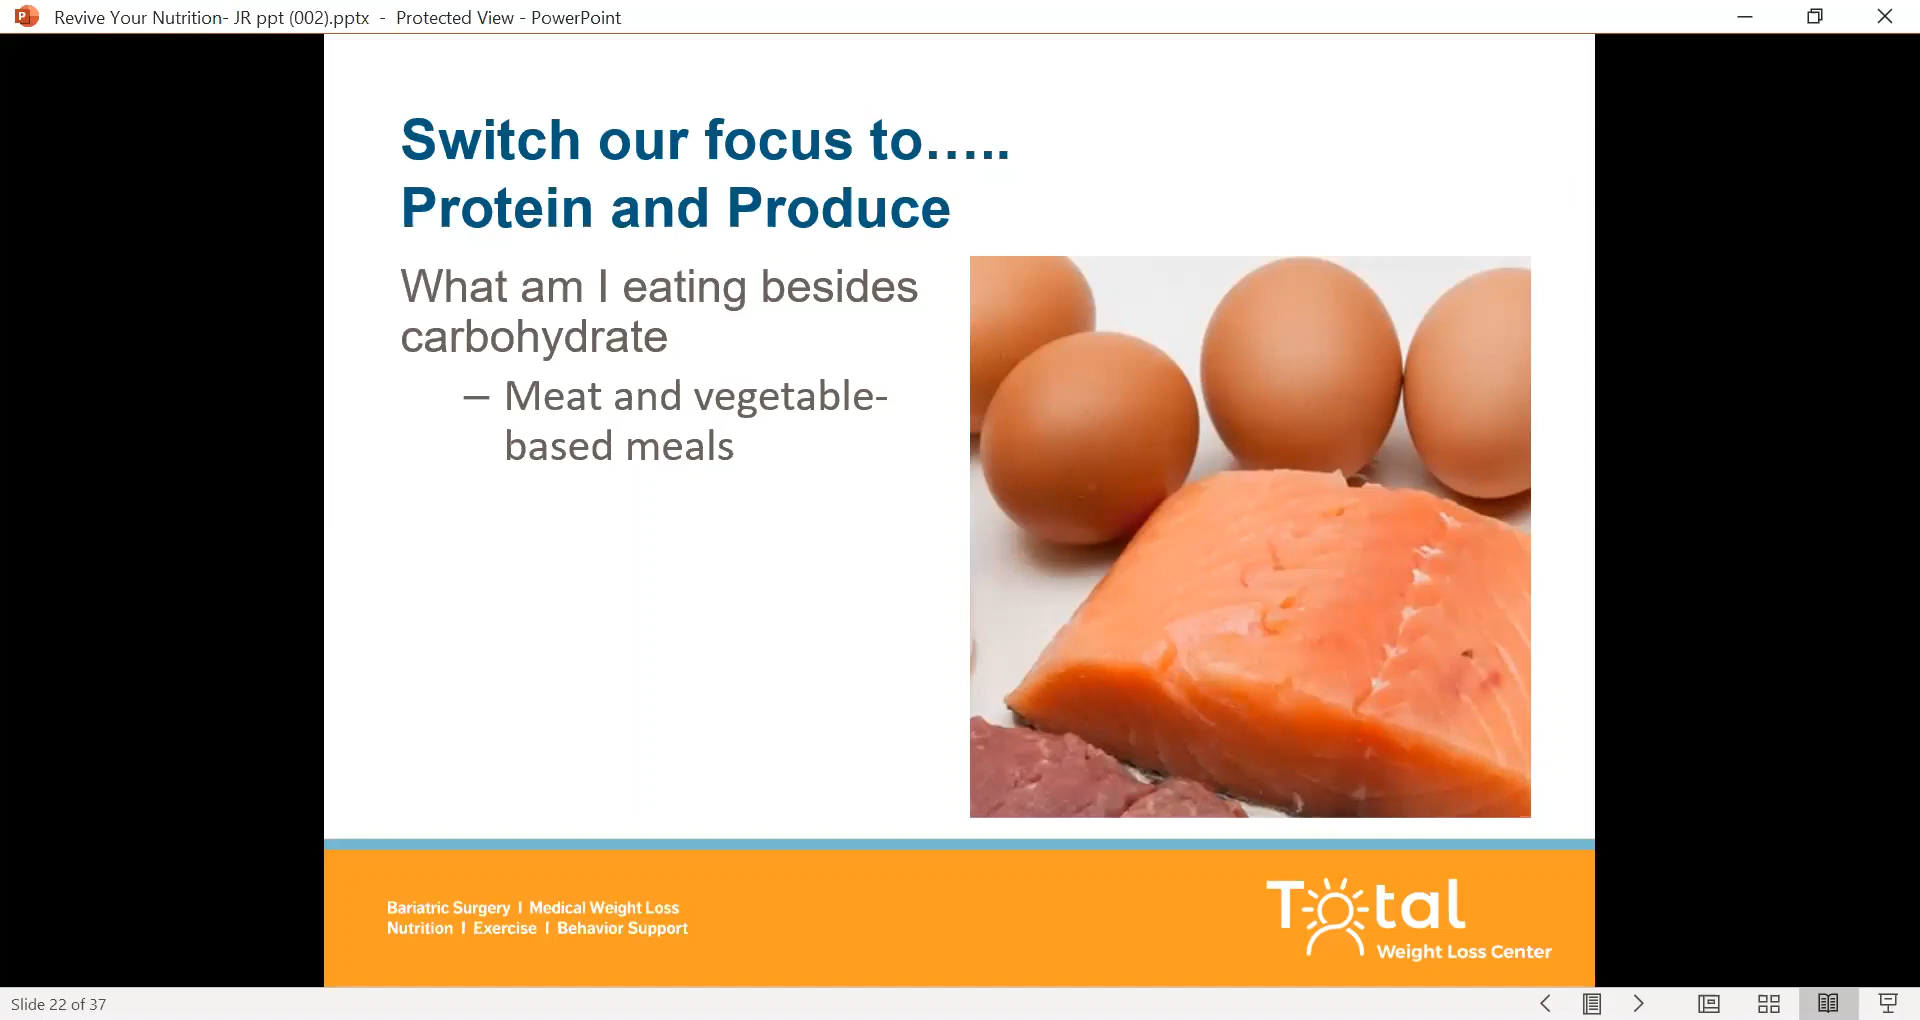 Revive Your Nutrition- JR ppt (002).pptx  -  Protected View - PowerPoint
Switch our focus to…..
Protein and Produce
What am I eating besides
carbohydrate
– Meat and vegetable-
based meals
Bariatric Surgery | Medical Weight Loss
Nutrition | Exercise | Behavior Support
Total
Weight Loss Center
Slide 22 of 37